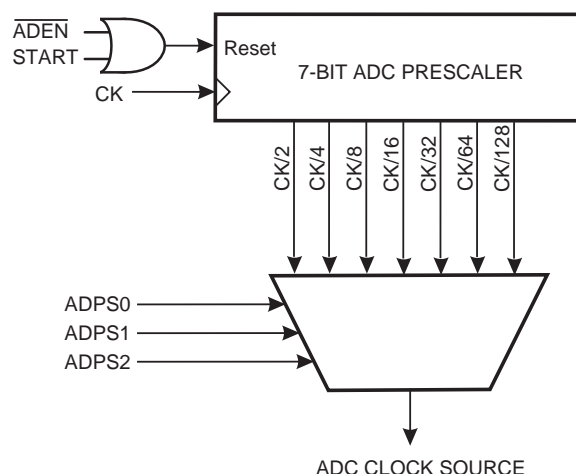 ADEN
START
Reset
7-BIT ADC PRESCALER
CK
CK/2
CK/4
CK/8
CK/16
CK/32
CK/64
CK/128
ADPS0
ADPS1
ADPS2
ADC CLOCK SOURCE